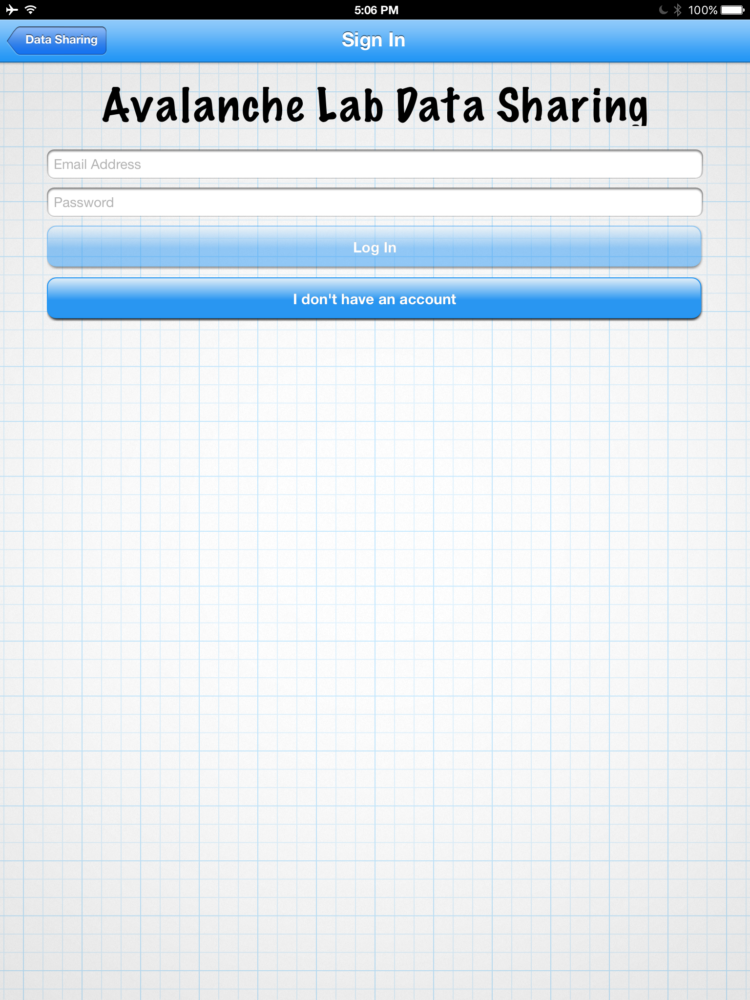 5:06 PM
100%
Data Sharing
Sign In
Avalanche Lab Data Sharing
Email Address
Password
Log In
I don't have an account